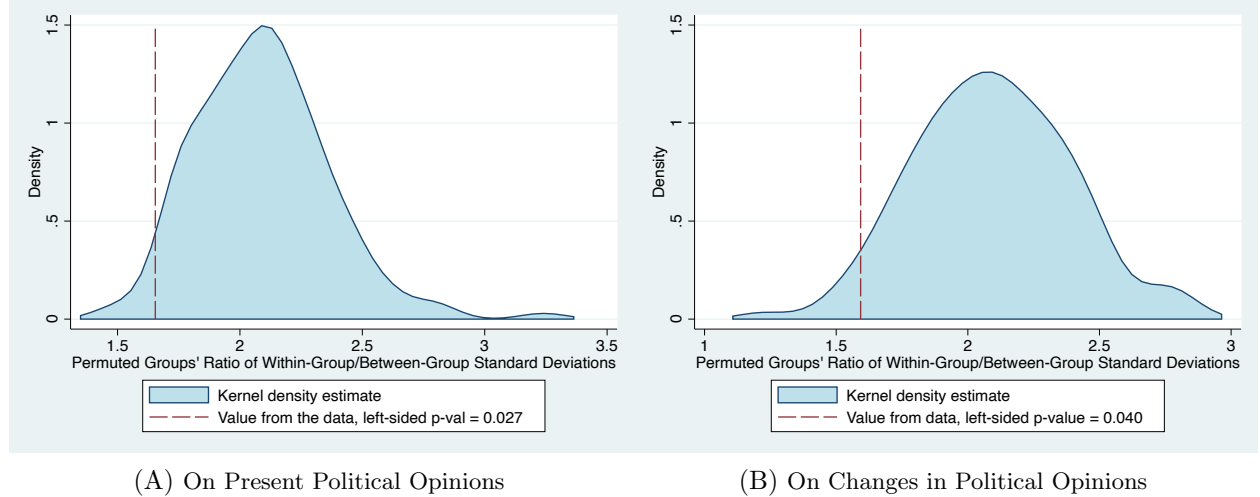 Density
0
.5
1
1.5
1.5
2
2.5
3
3.5
Permuted Groups' Ratio of Within-Group/Between-Group Standard Deviations
Kernel density estimate
Value from the data, left-sided p-val = 0.027
(A) On Present Political Opinions
Density
0
.5
1
1.5
1
1.5
2
2.5
3
Permuted Groups' Ratio of Within-Group/Between-Group Standard Deviations
Kernel density estimate
Value from data, left-sided p-value = 0.040
(B) On Changes in Political Opinions